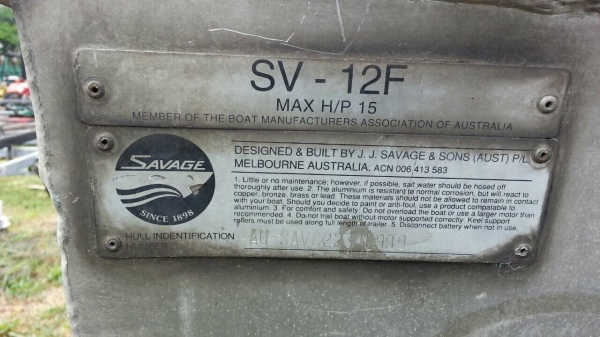 SV - 12F
MAX H/P 15
MEMBER OF THE BOAT MANUFACTURERS ASSOCIATION OF AUSTRALIA
SAVAGE
SINCE 1898
DESIGNED & BUILT BY J. J. SAVAGE & SONS (AUST) P/L
MELBOURNE AUSTRALIA. ACN 006 413 583
1. Little or no maintenance; however, if possible, salt water should be hosed off
thoroughly after use. 2. The aluminium is resistant to normal corrosion, but will react to
copper, bronze, brass or lead. These materials should not be allowed to remain in contact
with your boat. Should you decide to paint or anti-foul, use a product compatable to
aluminum. 3. For comfort and safety: Do not overload the boat or use a larger motor than
recommended. 4. Do not trail boat without motor supported correctly. Keel support
rollers must be used along full length of trailer. 5. Disconnect battery when not in use.
HULL INDENTIFICATION
NUMBER
AU SAV